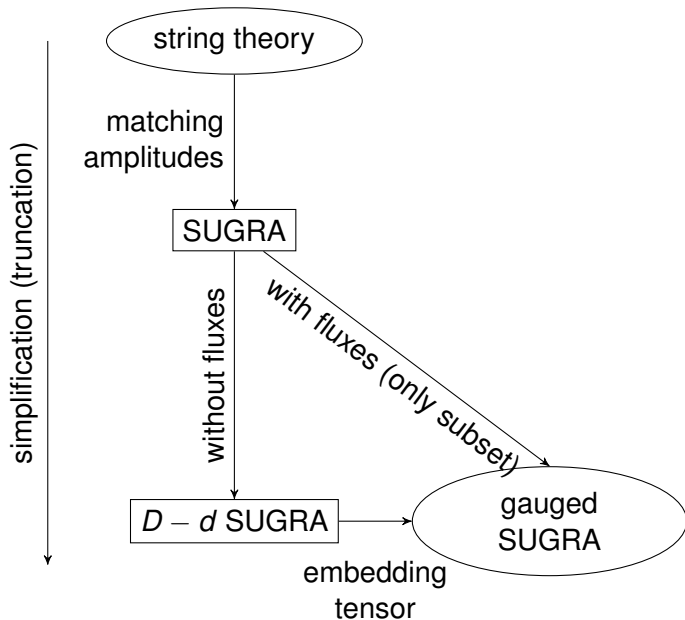 string theory
matching
amplitudes
simplification (truncation)
SUGRA
without fluxes
with fluxes (only subset)
D − d SUGRA
gauged
SUGRA
embedding
tensor